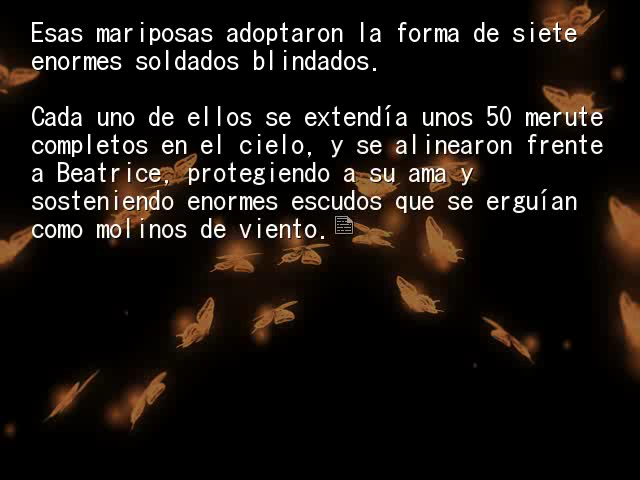 Esas mariposas adoptaron la forma de siete
enormes soldados blindados.
Cada uno de ellos se extendía unos 50 merute
completos en el cielo, y se alinearon frente
a Beatrice, protegiendo a su ama y
sosteniendo enormes escudos que se erguían
como molinos de viento.